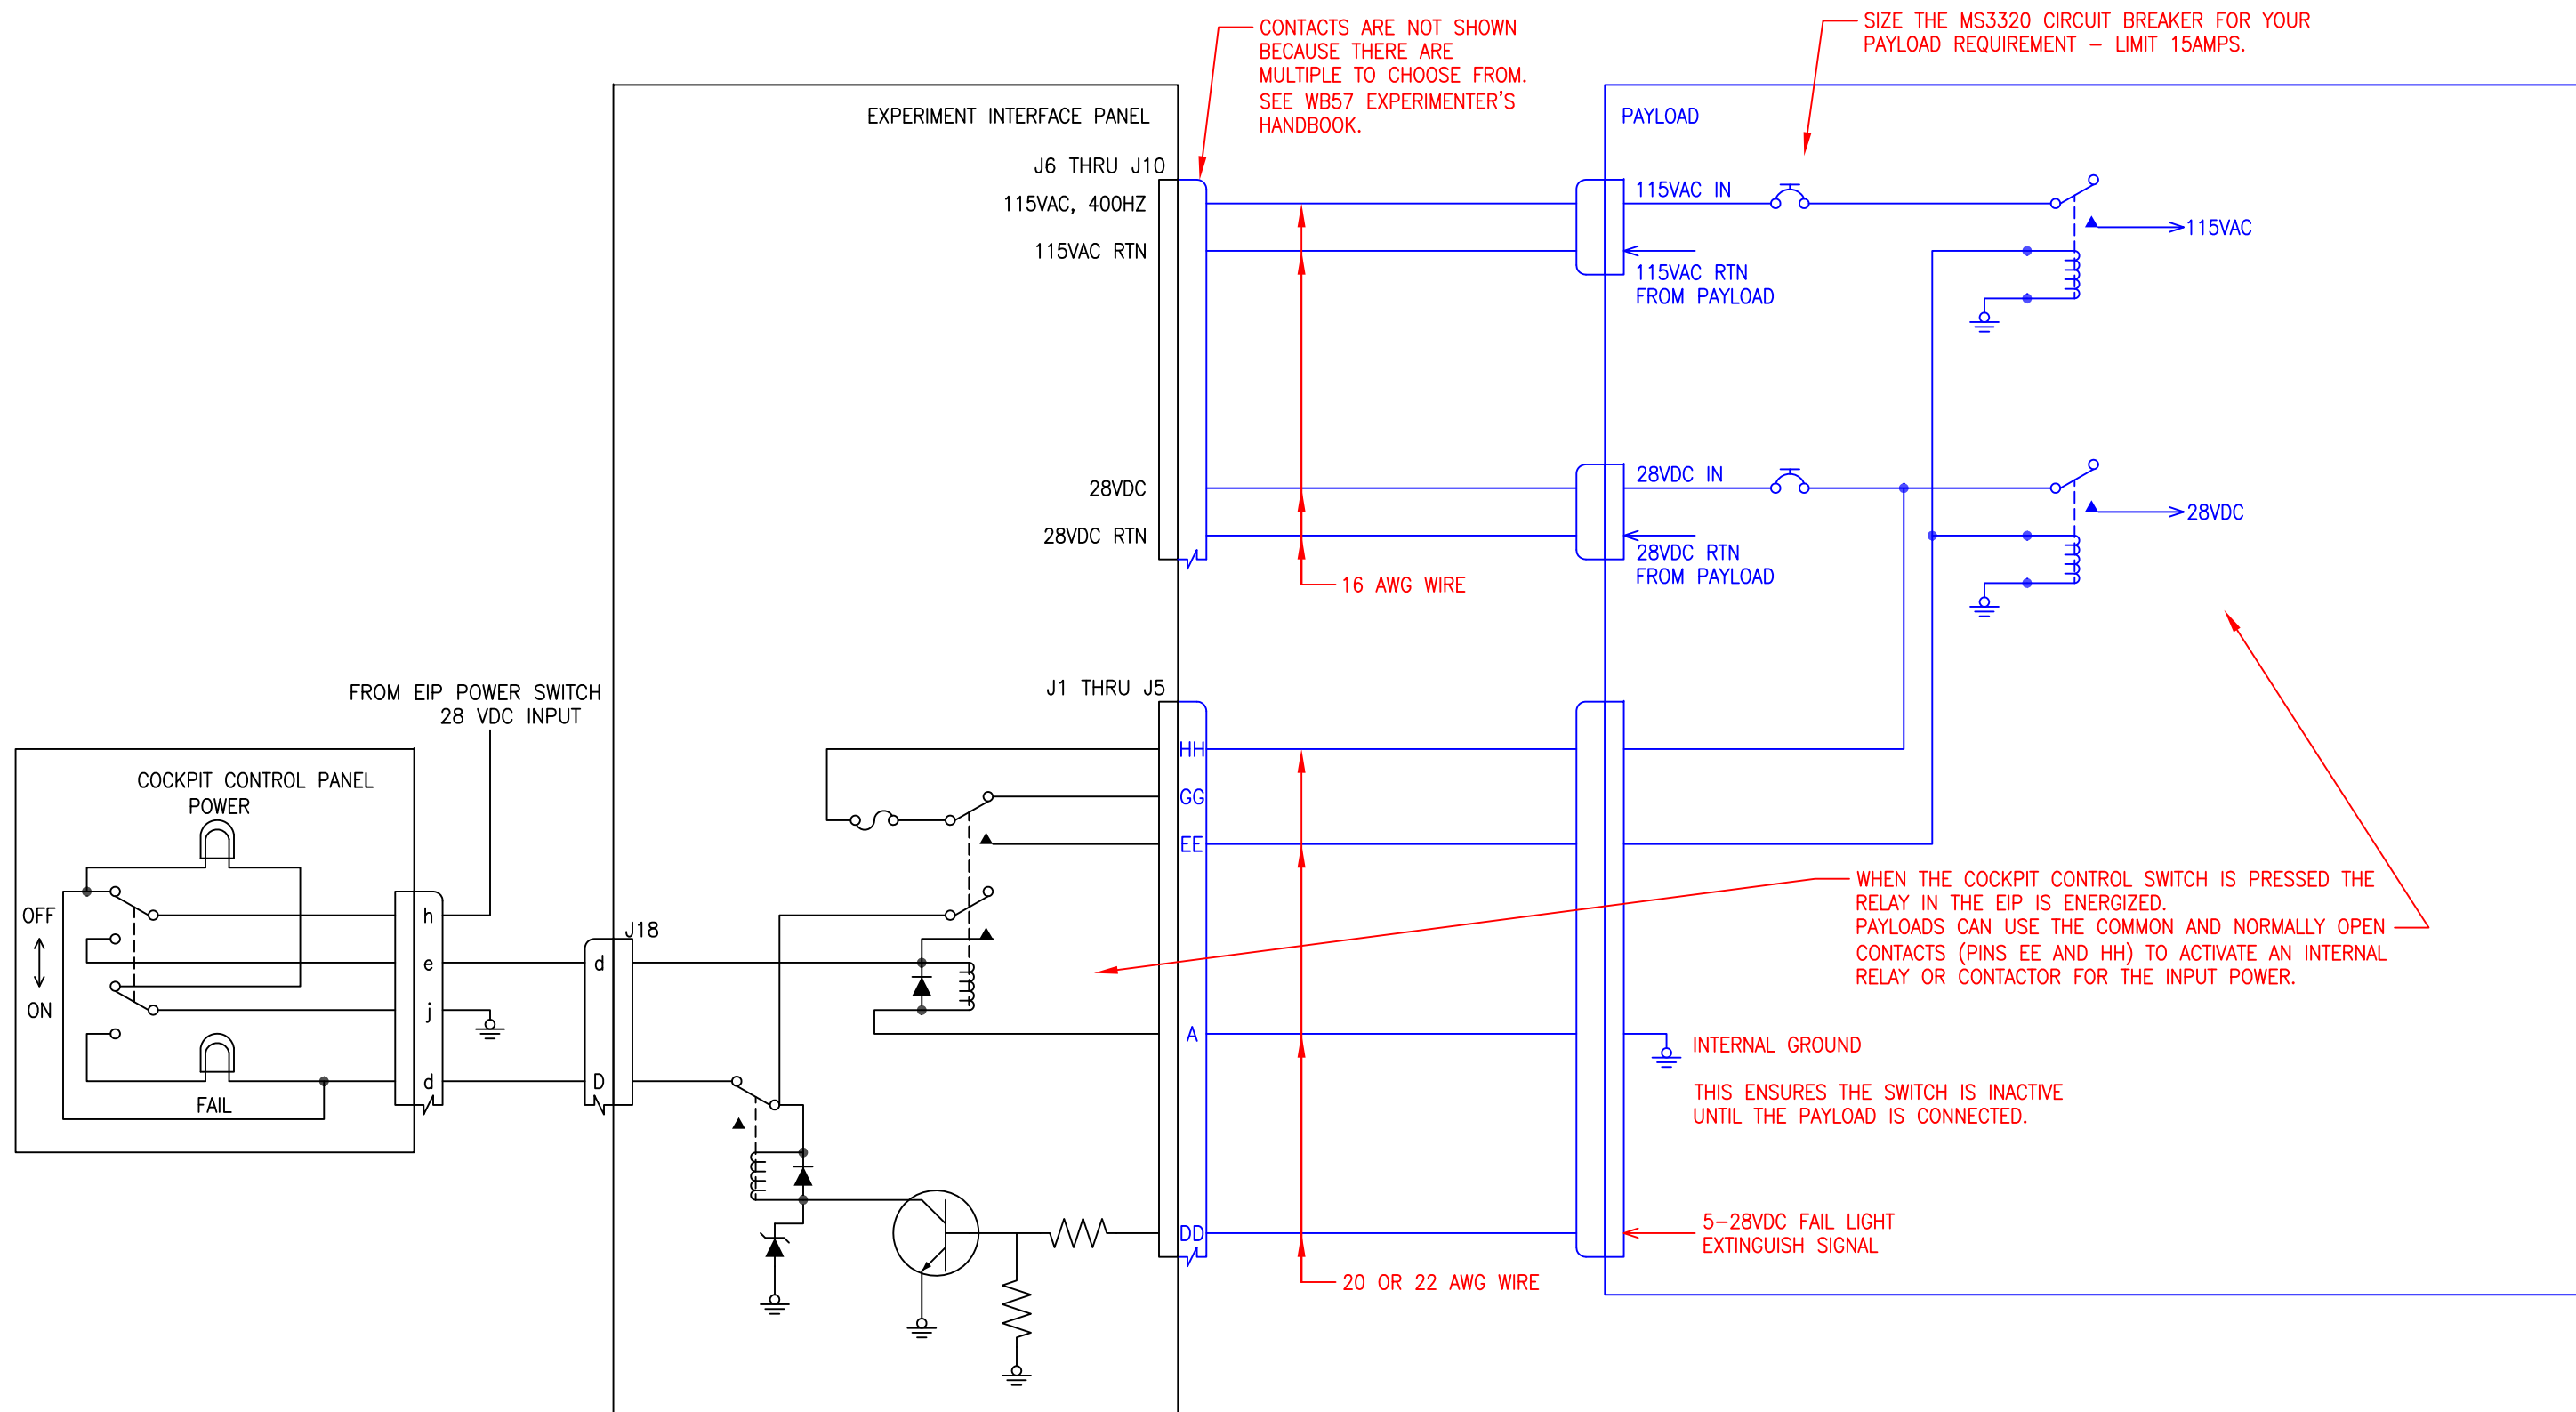 CONTACTS ARE NOT SHOWN
BECAUSE THERE ARE
MULTIPLE TO CHOOSE FROM.
SEE WB57 EXPERIMENTER'S
HANDBOOK.
SIZE THE MS3320 CIRCUIT BREAKER FOR YOUR
PAYLOAD REQUIREMENT – LIMIT 15AMPS.
EXPERIMENT INTERFACE PANEL
PAYLOAD
J6 THRU J10
115VAC, 400HZ
115VAC RTN
115VAC IN
115VAC
115VAC RTN
FROM PAYLOAD
28VDC
28VDC RTN
28VDC IN
28VDC
28VDC RTN
FROM PAYLOAD
16 AWG WIRE
FROM EIP POWER SWITCH
28 VDC INPUT
J1 THRU J5
HH
GG
EE
A
DD
COCKPIT CONTROL PANEL
POWER
OFF
ON
FAIL
h
e
j
d
J18
d
D
WHEN THE COCKPIT CONTROL SWITCH IS PRESSED THE
RELAY IN THE EIP IS ENERGIZED.
PAYLOADS CAN USE THE COMMON AND NORMALLY OPEN
CONTACTS (PINS EE AND HH) TO ACTIVATE AN INTERNAL
RELAY OR CONTACTOR FOR THE INPUT POWER.
INTERNAL GROUND
THIS ENSURES THE SWITCH IS INACTIVE
UNTIL THE PAYLOAD IS CONNECTED.
5–28VDC FAIL LIGHT
EXTINGUISH SIGNAL
20 OR 22 AWG WIRE